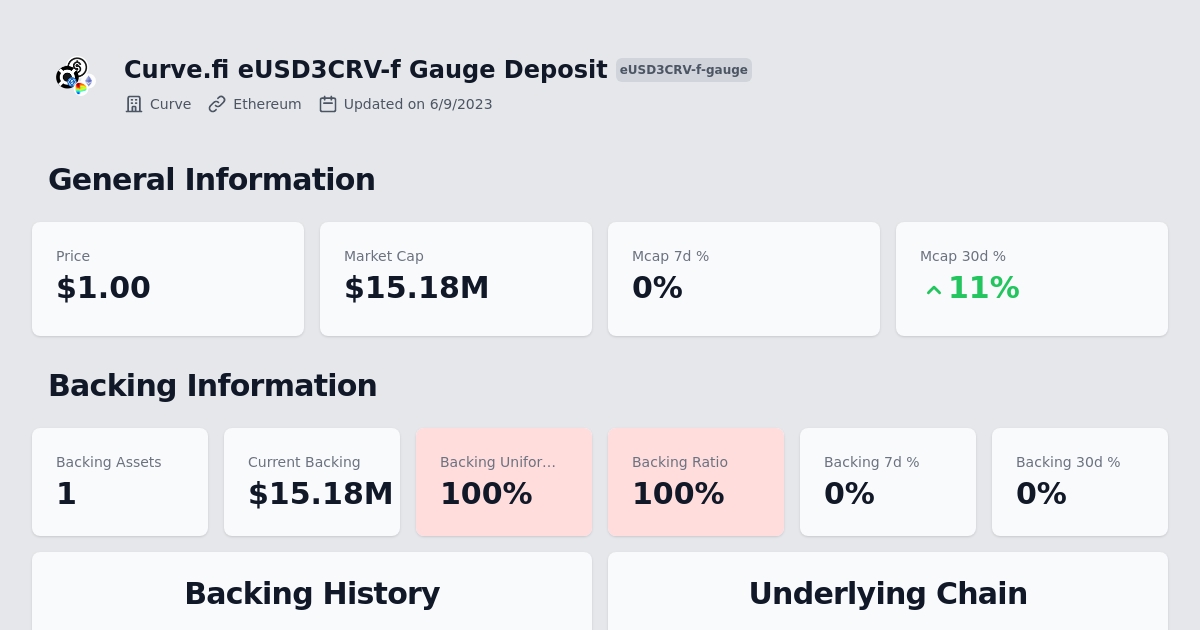 Curve.fi eUSD3CRV-f Gauge Deposit eUSD3CRV-f-gauge
Curve Ethereum Updated on 6/9/2023
General Information
Price Market Cap Mcap 7d % Mcap 30d %
$1.00 $15.18M 0% 11%
Backing Information
Backing Assets Current Backing Backing Unifor... Backing Ratio Backing 7d % Backing 30d %
1 $15.18M 100% 100% 0% 0%
Backing History Underlying Chain